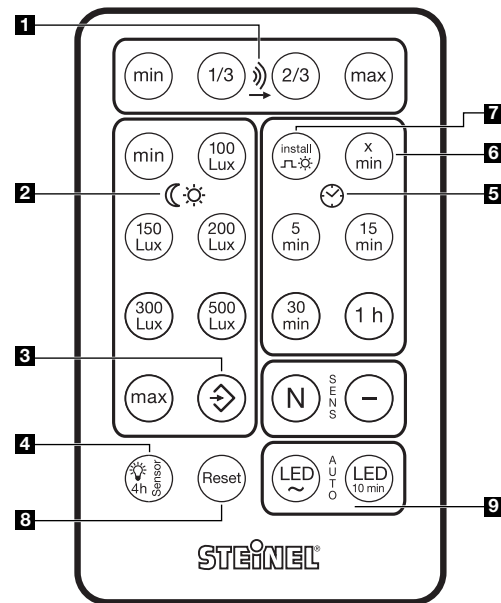 1
min 1/3 2/3 max
7
min 100 Lux install x min
6
2
5
150 Lux 200 Lux 5 min 15 min
300 Lux 500 Lux 30 min 1 h
3
max N SENS –
4
4h Sensor Reset LED ~ AUTO LED 10 min
8
9
STEINEL®